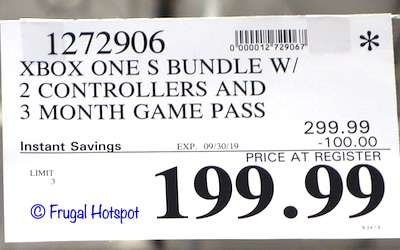 1272906
0000012729067
*
XBOX ONE S BUNDLE W/
2 CONTROLLERS AND
3 MONTH GAME PASS
299.99
Instant Savings EXP. 09/30/19 -100.00
PRICE AT REGISTER
LIMIT
3
199.99
© Frugal Hotspot